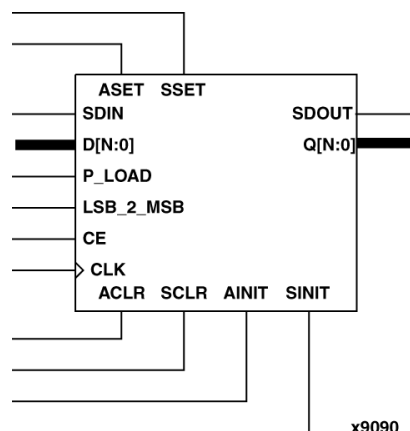 ASET SSET
SDIN SDOUT
D[N:0] Q[N:0]
P_LOAD
LSB_2_MSB
CE
CLK
ACLR SCLR AINIT SINIT
x9090